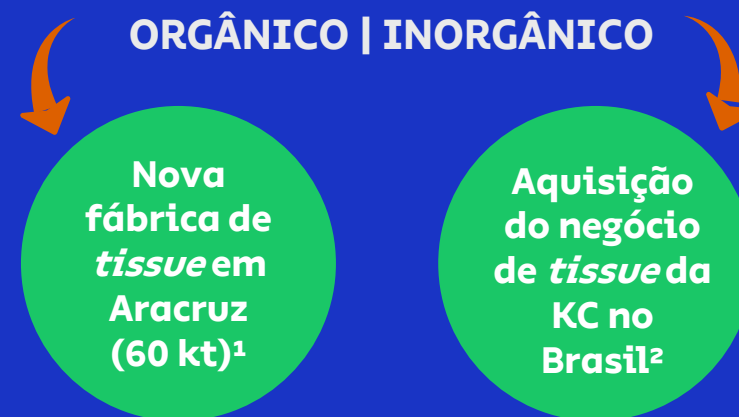 ORGÂNICO | INORGÂNICO
Nova
fábrica de
tissue em
Aracruz
(60 kt)¹
Aquisição
do negócio
de tissue da
KC no
Brasil²